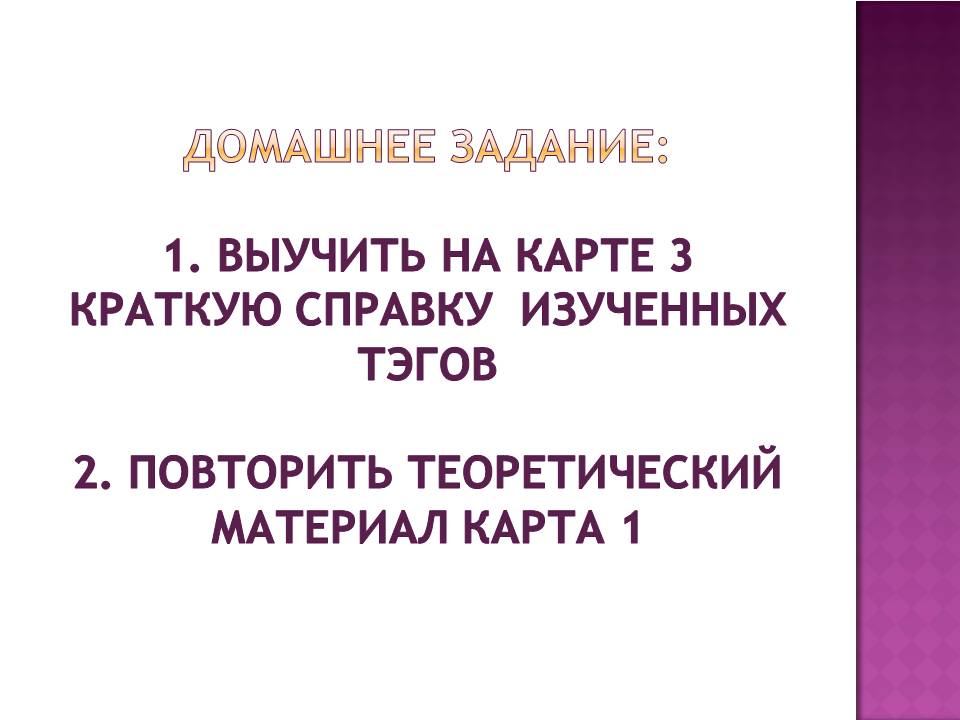 ДОМАШНЕЕ ЗАДАНИЕ:
1. ВЫУЧИТЬ НА КАРТЕ 3
КРАТКУЮ СПРАВКУ ИЗУЧЕННЫХ
ТЭГОВ
2. ПОВТОРИТЬ ТЕОРЕТИЧЕСКИЙ
МАТЕРИАЛ КАРТА 1